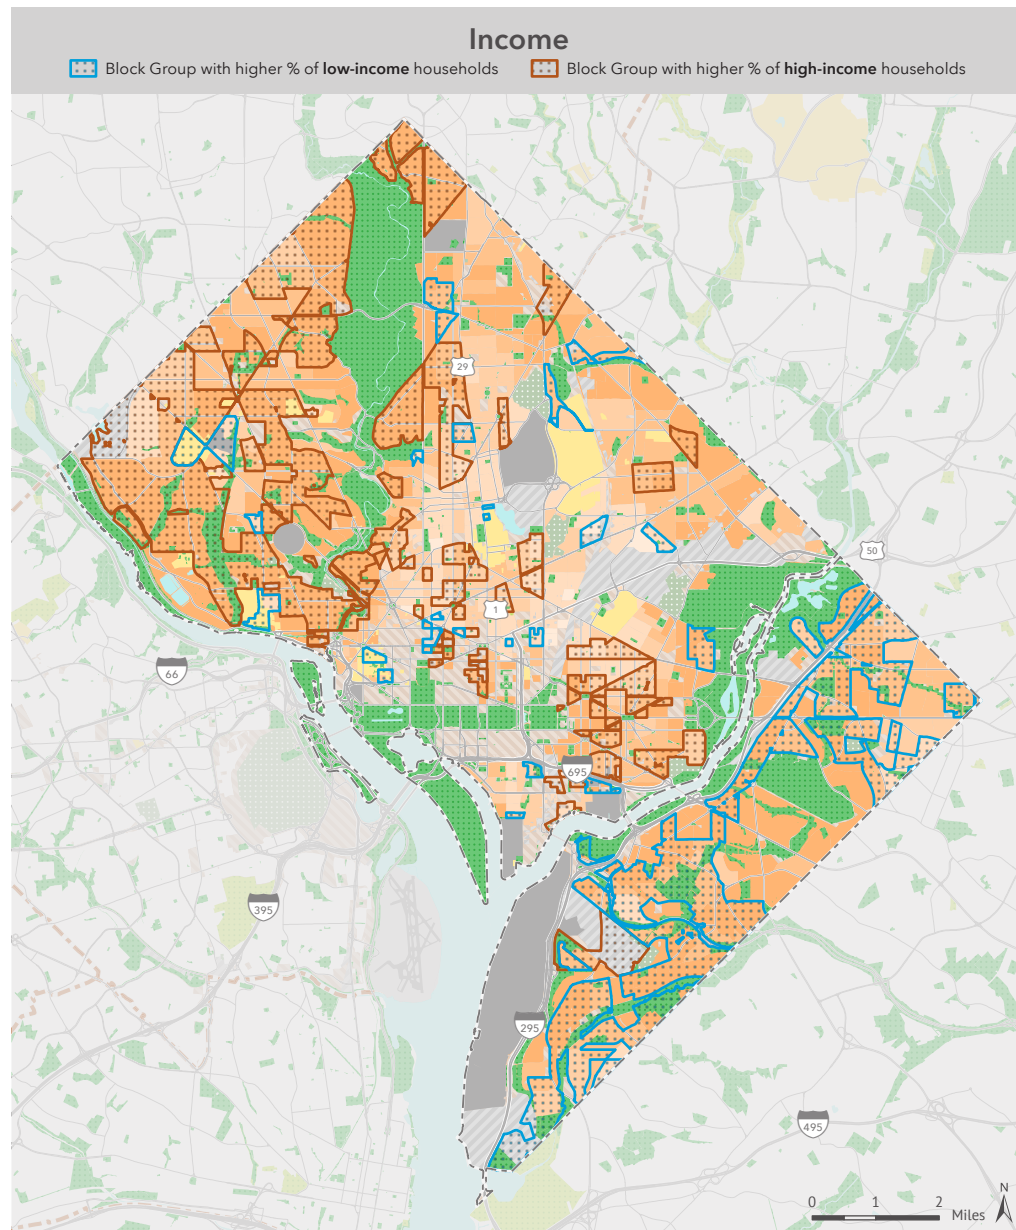 Income
Block Group with higher % of low-income households
Block Group with higher % of high-income households
29
50
1
66
695
395
295
495
0 1 2 Miles
N